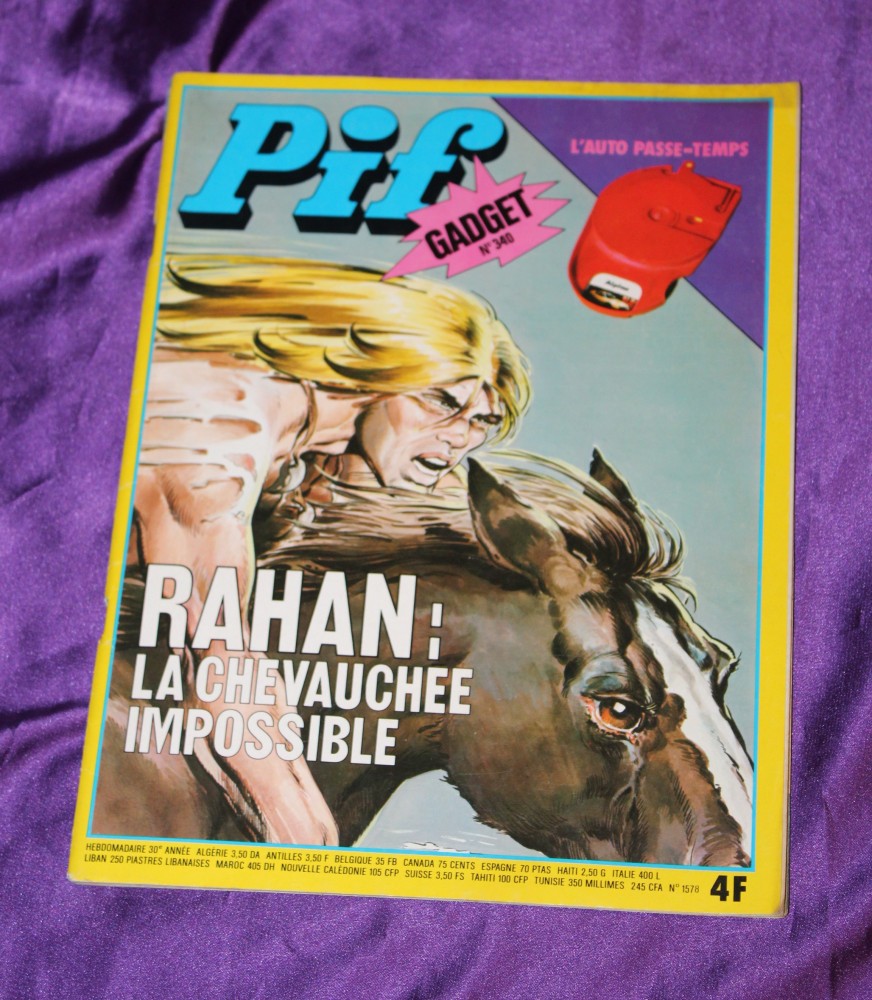 Pif
GADGET
N° 340
L'AUTO PASSE-TEMPS
Alpine
RAHAN :
LA CHEVAUCHÉE
IMPOSSIBLE
HEBDOMADAIRE 30e ANNÉE ALGÉRIE 3,50 DA ANTILLES 3,50 F BELGIQUE 35 FB CANADA 75 CENTS ESPAGNE 70 PTAS HAITI 2,50 G ITALIE 400 L
LIBAN 250 PIASTRES LIBANAISES MAROC 405 DH NOUVELLE CALÉDONIE 105 CFP SUISSE 3,50 FS TAHITI 100 CFP TUNISIE 350 MILLIMES 245 CFA N° 1578
4F